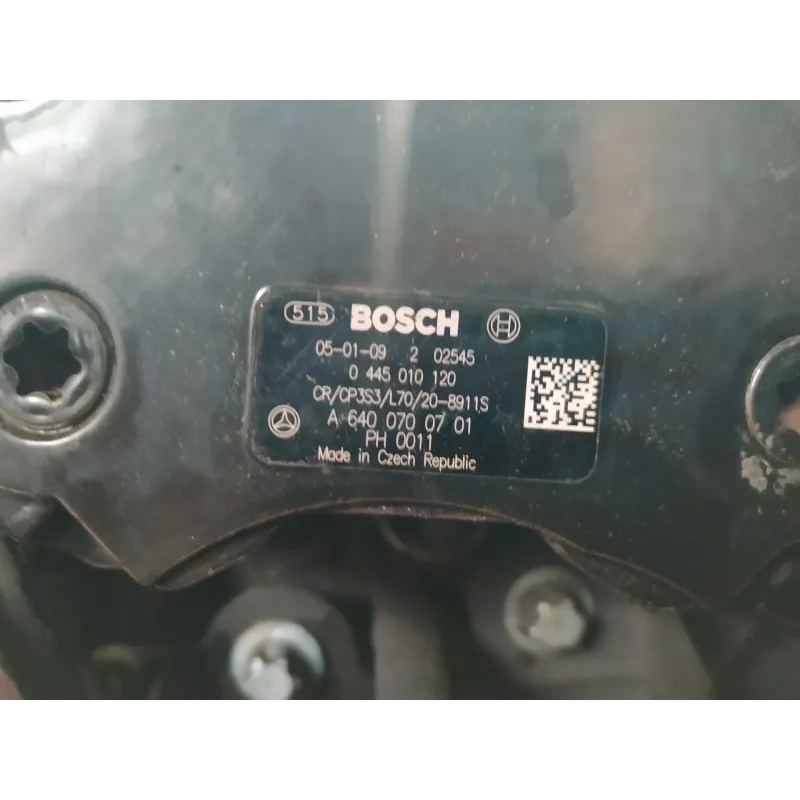 515 BOSCH
05-01-09 2 02545
0 445 010 120
CR/CP3S3/L70/20-8911S
A 640 070 07 01
PH 0011
Made in Czech Republic